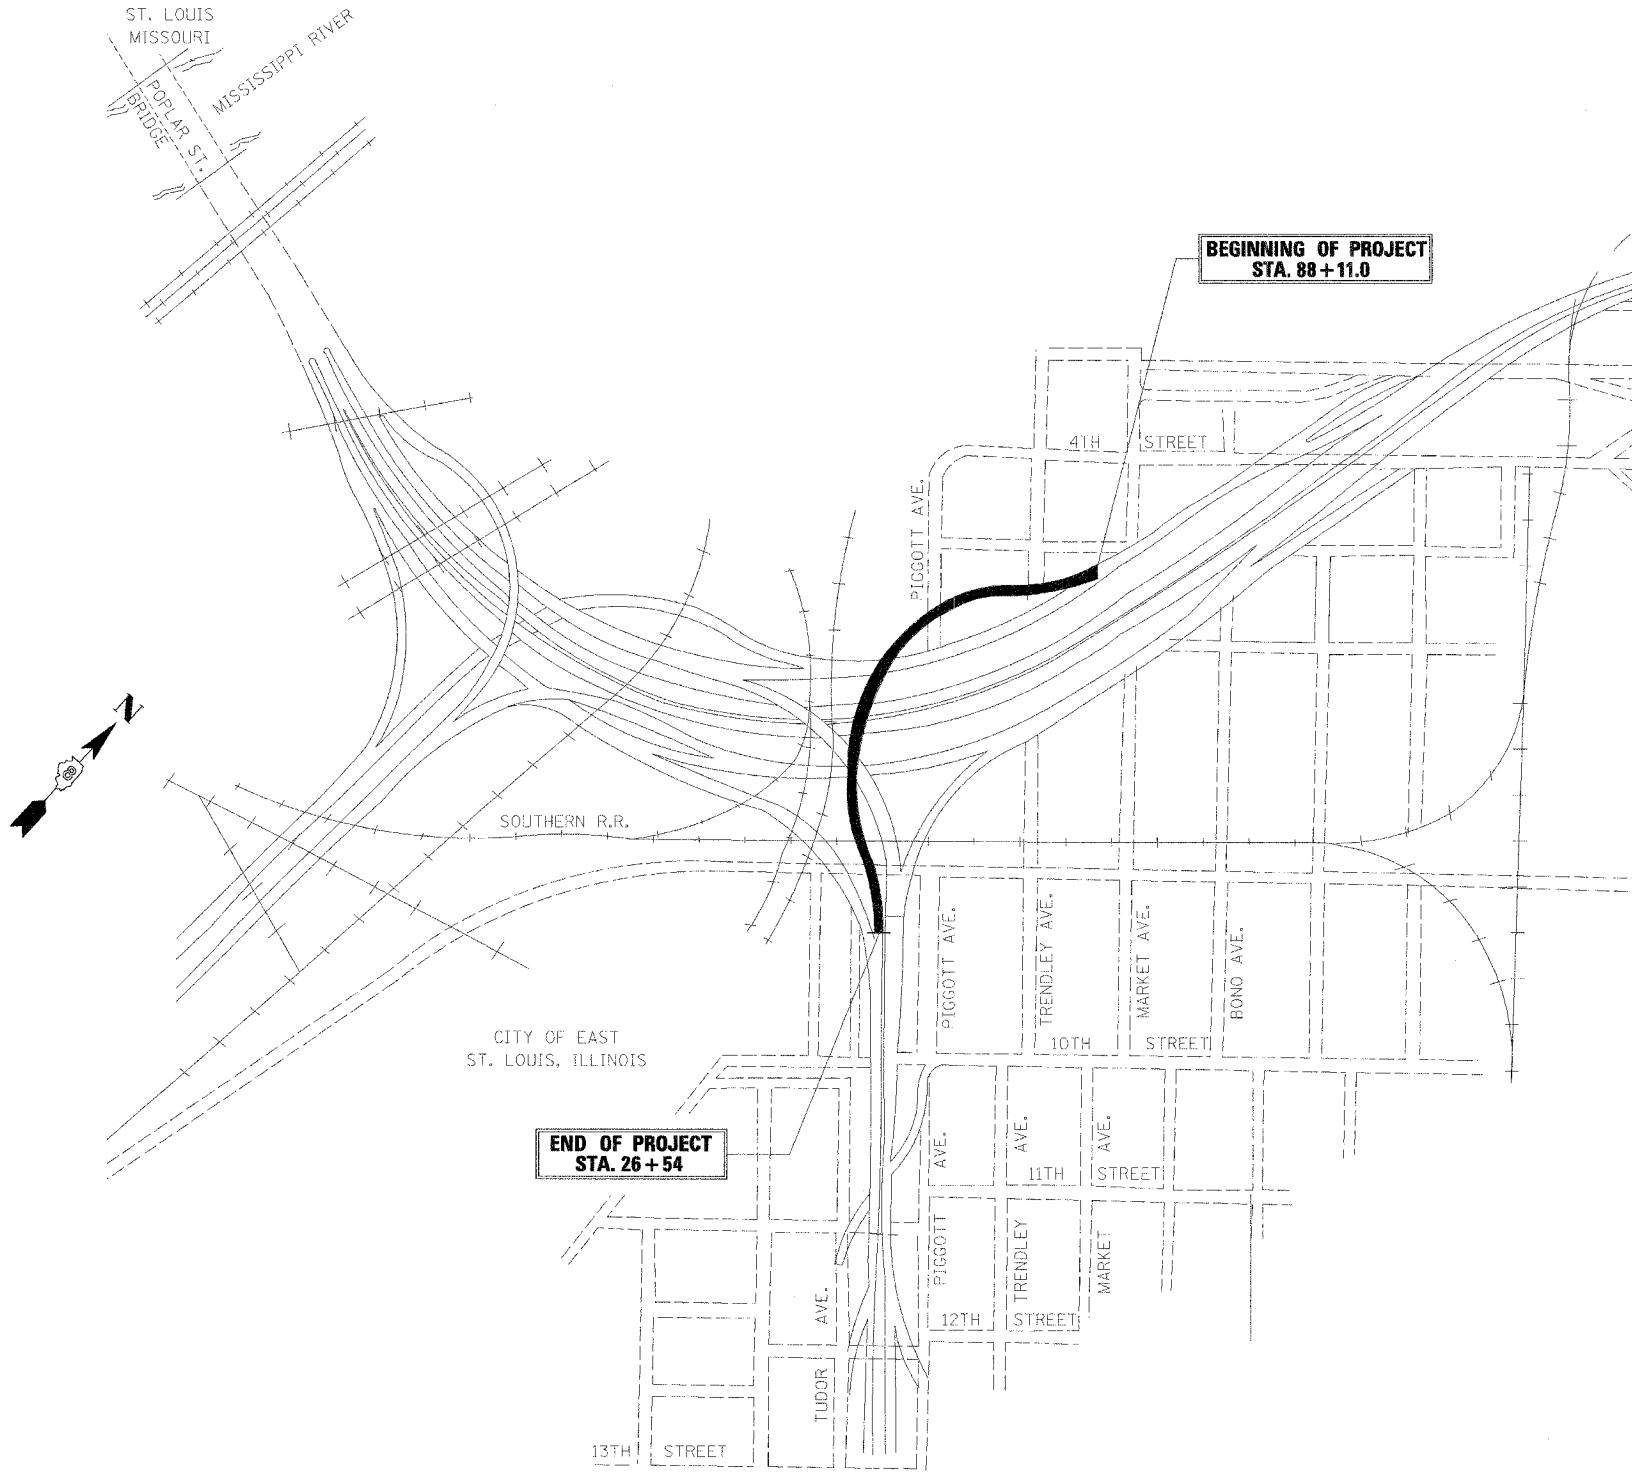 ST. LOUIS
MISSOURI
MISSISSIPPI RIVER
POPLAR ST.
BRIDGE
BEGINNING OF PROJECT
STA. 88+11.0
4TH STREET
PIGGOTT AVE.
N
SOUTHERN R.R.
PIGGOTT AVE.
TRENDLEY AVE.
MARKET AVE.
BOND AVE.
10TH STREET
CITY OF EAST
ST. LOUIS, ILLINOIS
END OF PROJECT
STA. 26+54
11TH STREET
PIGGOTT AVE.
TRENDLEY AVE.
MARKET AVE.
12TH STREET
TUDOR AVE.
13TH STREET